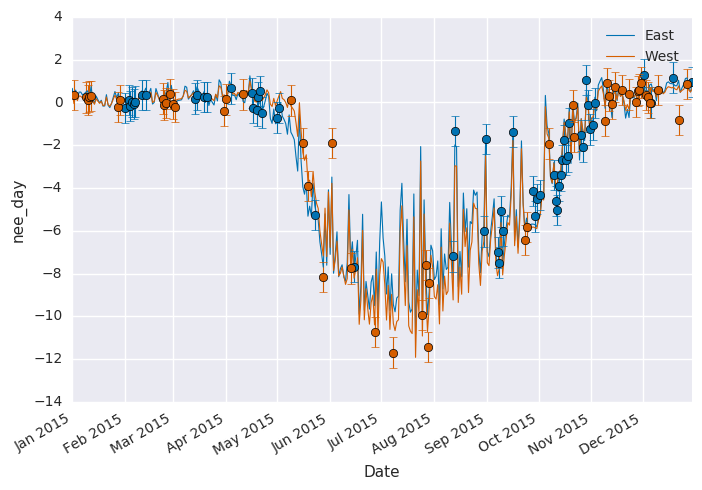 4
2
0
−2
−4
−6
−8
−10
−12
−14
nee_day
East
West
Jan 2015
Feb 2015
Mar 2015
Apr 2015
May 2015
Jun 2015
Jul 2015
Aug 2015
Sep 2015
Oct 2015
Nov 2015
Dec 2015
Date